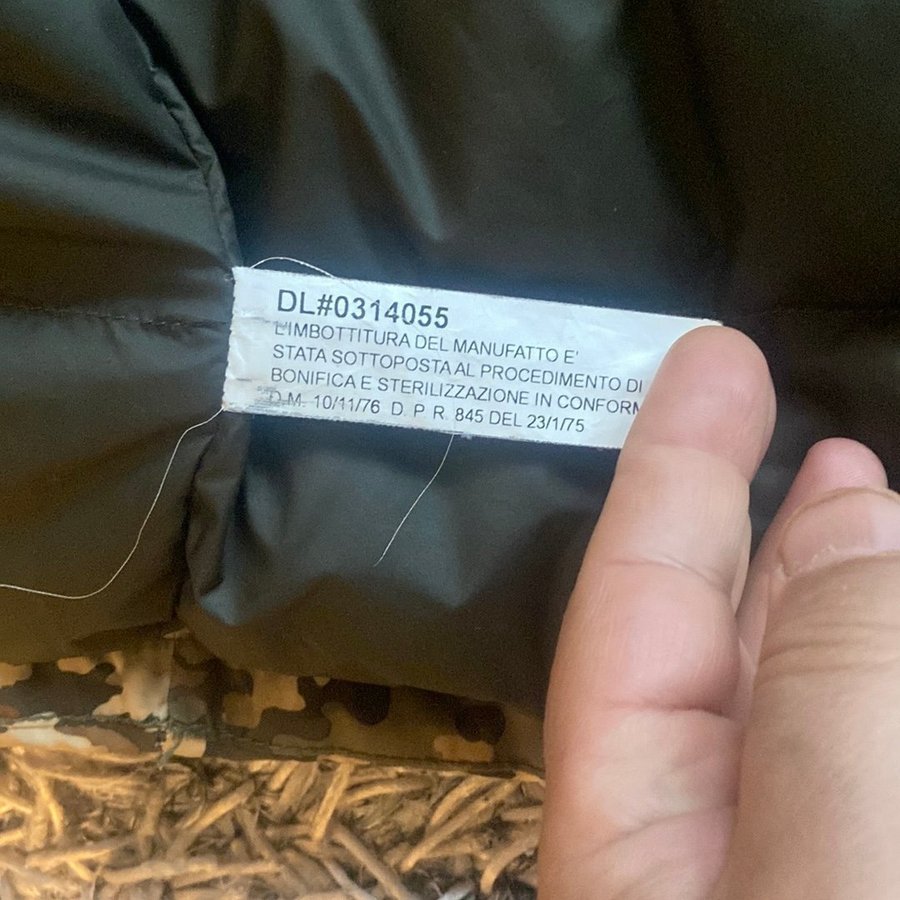 DL#0314055
L'IMBOTTITURA DEL MANUFATTO E'
STATA SOTTOPOSTA AL PROCEDIMENTO DI
BONIFICA E STERILIZZAZIONE IN CONFORM
D.M. 10/11/76 D. P R. 845 DEL 23/1/75